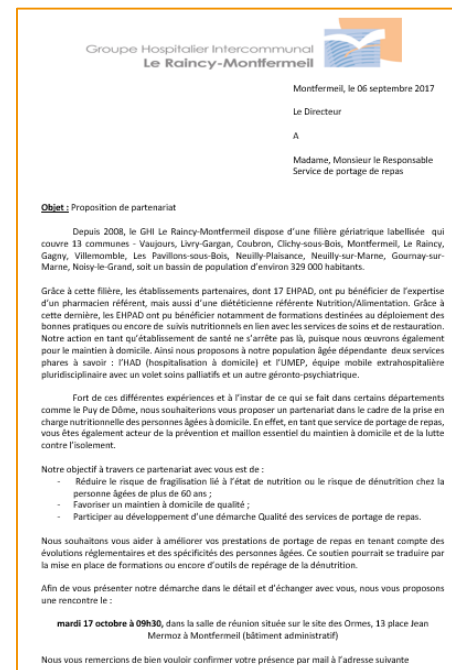 Groupe Hospitalier Intercommunal
Le Raincy-Montfermeil
Montfermeil, le 06 septembre 2017
Le Directeur
A
Madame, Monsieur le Responsable
Service de portage de repas
Objet : Proposition de partenariat
Depuis 2008, le GHI Le Raincy-Montfermeil dispose d'une filière gériatrique labellisée qui
couvre 13 communes - Vaujours, Livry-Gargan, Coubron, Clichy-sous-Bois, Montfermeil, Le Raincy,
Gagny, Villemomble, Les Pavillons-sous-Bois, Neuilly-Plaisance, Neuilly-sur-Marne, Gournay-sur-
Marne, Noisy-le-Grand, soit un bassin de population d'environ 329 000 habitants.
Grâce à cette filière, les établissements partenaires, dont 17 EHPAD, ont pu bénéficier de l'expertise
d'un pharmacien référent, mais aussi d'une diététicienne référente Nutrition/Alimentation. Grâce à
cette dernière, les EHPAD ont pu bénéficier notamment de formations destinées au déploiement des
bonnes pratiques ou encore de suivis nutritionnels en lien avec les services de soins et de restauration.
Notre action en tant qu'établissement de santé ne s'arrête pas là, puisque nous œuvrons également
pour le maintien à domicile. Ainsi nous proposons à notre population âgée dépendante deux services
phares à savoir : l'HAD (hospitalisation à domicile) et l'UMEP, équipe mobile extrahospitalière
pluridisciplinaire avec un volet soins palliatifs et un autre géronto-psychiatrique.
Fort de ces différentes expériences et à l'instar de ce qui se fait dans certains départements
comme le Puy de Dôme, nous souhaiterions vous proposer un partenariat dans le cadre de la prise en
charge nutritionnelle des personnes âgées à domicile. En effet, en tant que service de portage de repas,
vous êtes également acteur de la prévention et maillon essentiel du maintien à domicile et de la lutte
contre l'isolement.
Notre objectif à travers ce partenariat avec vous est de :
- Réduire le risque de fragilisation lié à l'état de nutrition ou le risque de dénutrition chez la
personne âgées de plus de 60 ans ;
- Favoriser un maintien à domicile de qualité ;
- Participer au développement d'une démarche Qualité des services de portage de repas.
Nous souhaitons vous aider à améliorer vos prestations de portage de repas en tenant compte des
évolutions réglementaires et des spécificités des personnes âgées. Ce soutien pourrait se traduire par
la mise en place de formations ou encore d'outils de repérage de la dénutrition.
Afin de vous présenter notre démarche dans le détail et d'échanger avec vous, nous vous proposons
une rencontre le :
mardi 17 octobre à 09h30, dans la salle de réunion située sur le site des Ormes, 13 place Jean
Mermoz à Montfermeil (bâtiment administratif)
Nous vous remercions de bien vouloir confirmer votre présence par mail à l'adresse suivante